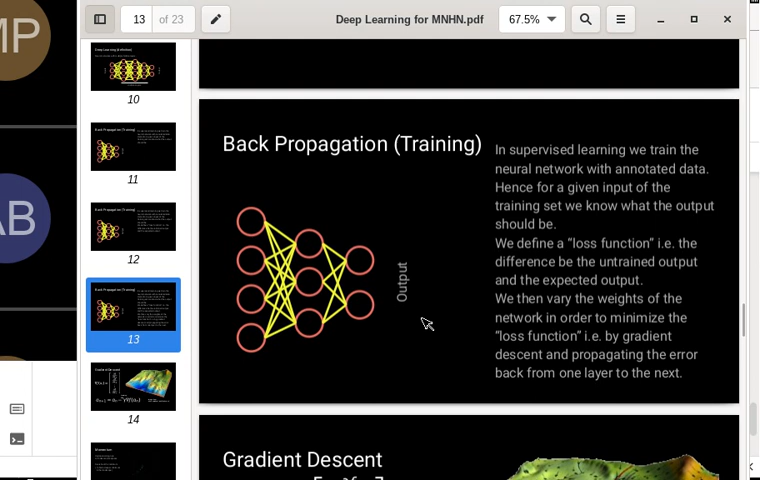 MP
AB
13 of 23
Deep Learning for MNHN.pdf
67.5%
10
11
12
13
14
Back Propagation (Training)
Output
In supervised learning we train the
neural network with annotated data.
Hence for a given input of the
training set we know what the output
should be.
We define a “loss function” i.e. the
difference be the untrained output
and the expected output.
We then vary the weights of the
network in order to minimize the
“loss function” i.e. by gradient
descent and propagating the error
back from one layer to the next.
Gradient Descent